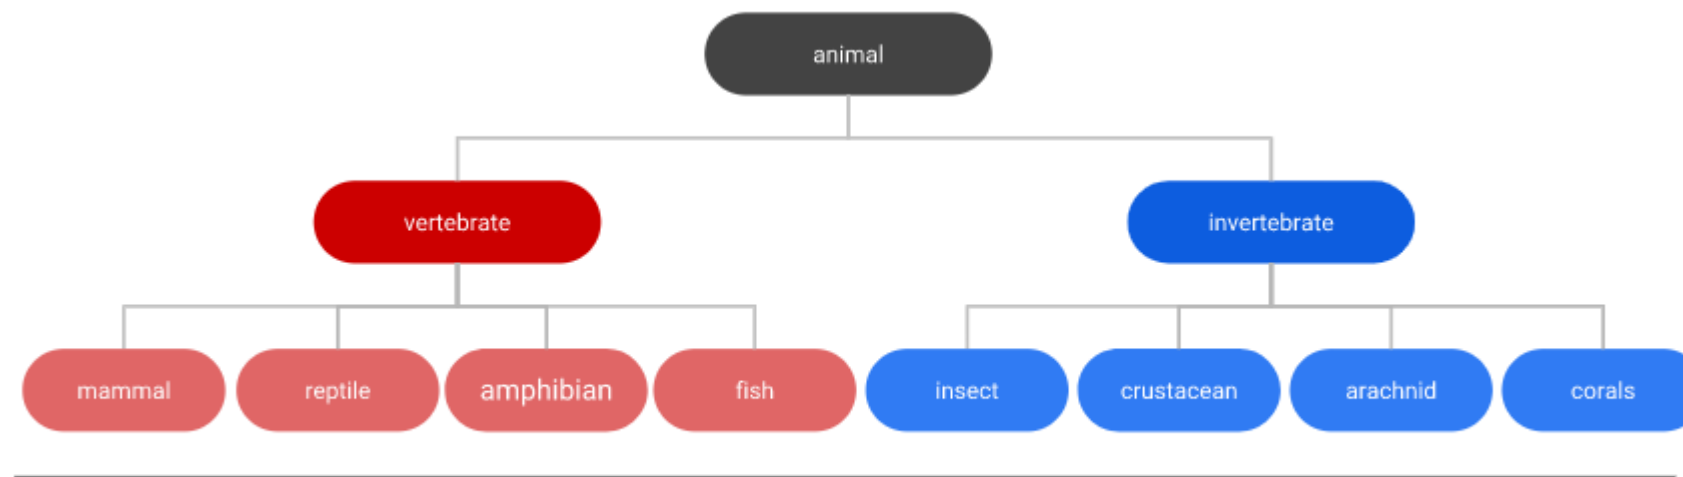 animal
vertebrate
invertebrate
mammal
reptile
amphibian
fish
insect
crustacean
arachnid
corals